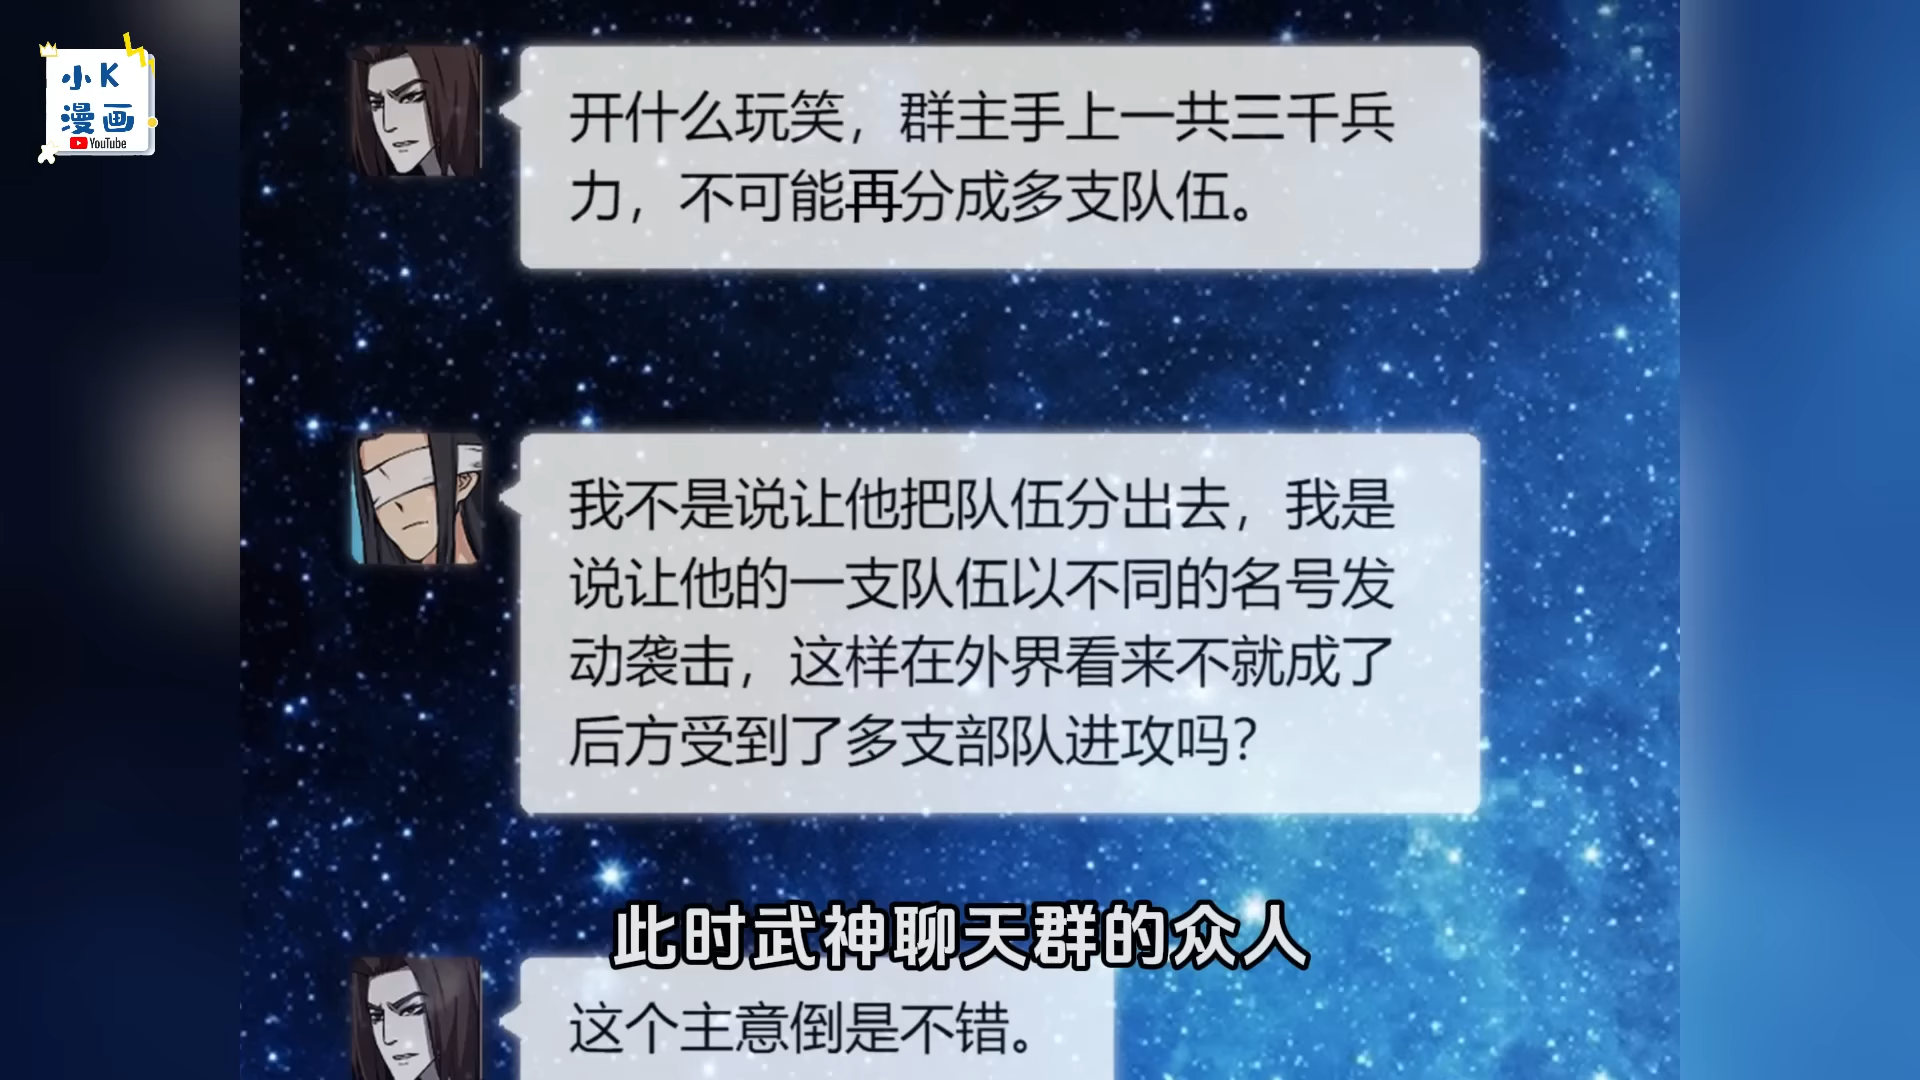 小K
漫画
YouTube
开什么玩笑，群主手上一共三千兵
力，不可能再分成多支队伍。
我不是说让他把队伍分出去，我是
说让他的一支队伍以不同的名号发
动袭击，这样在外界看来不就成了
后方受到了多支部队进攻吗？
此时武神聊天群的众人
这个主意倒是不错。